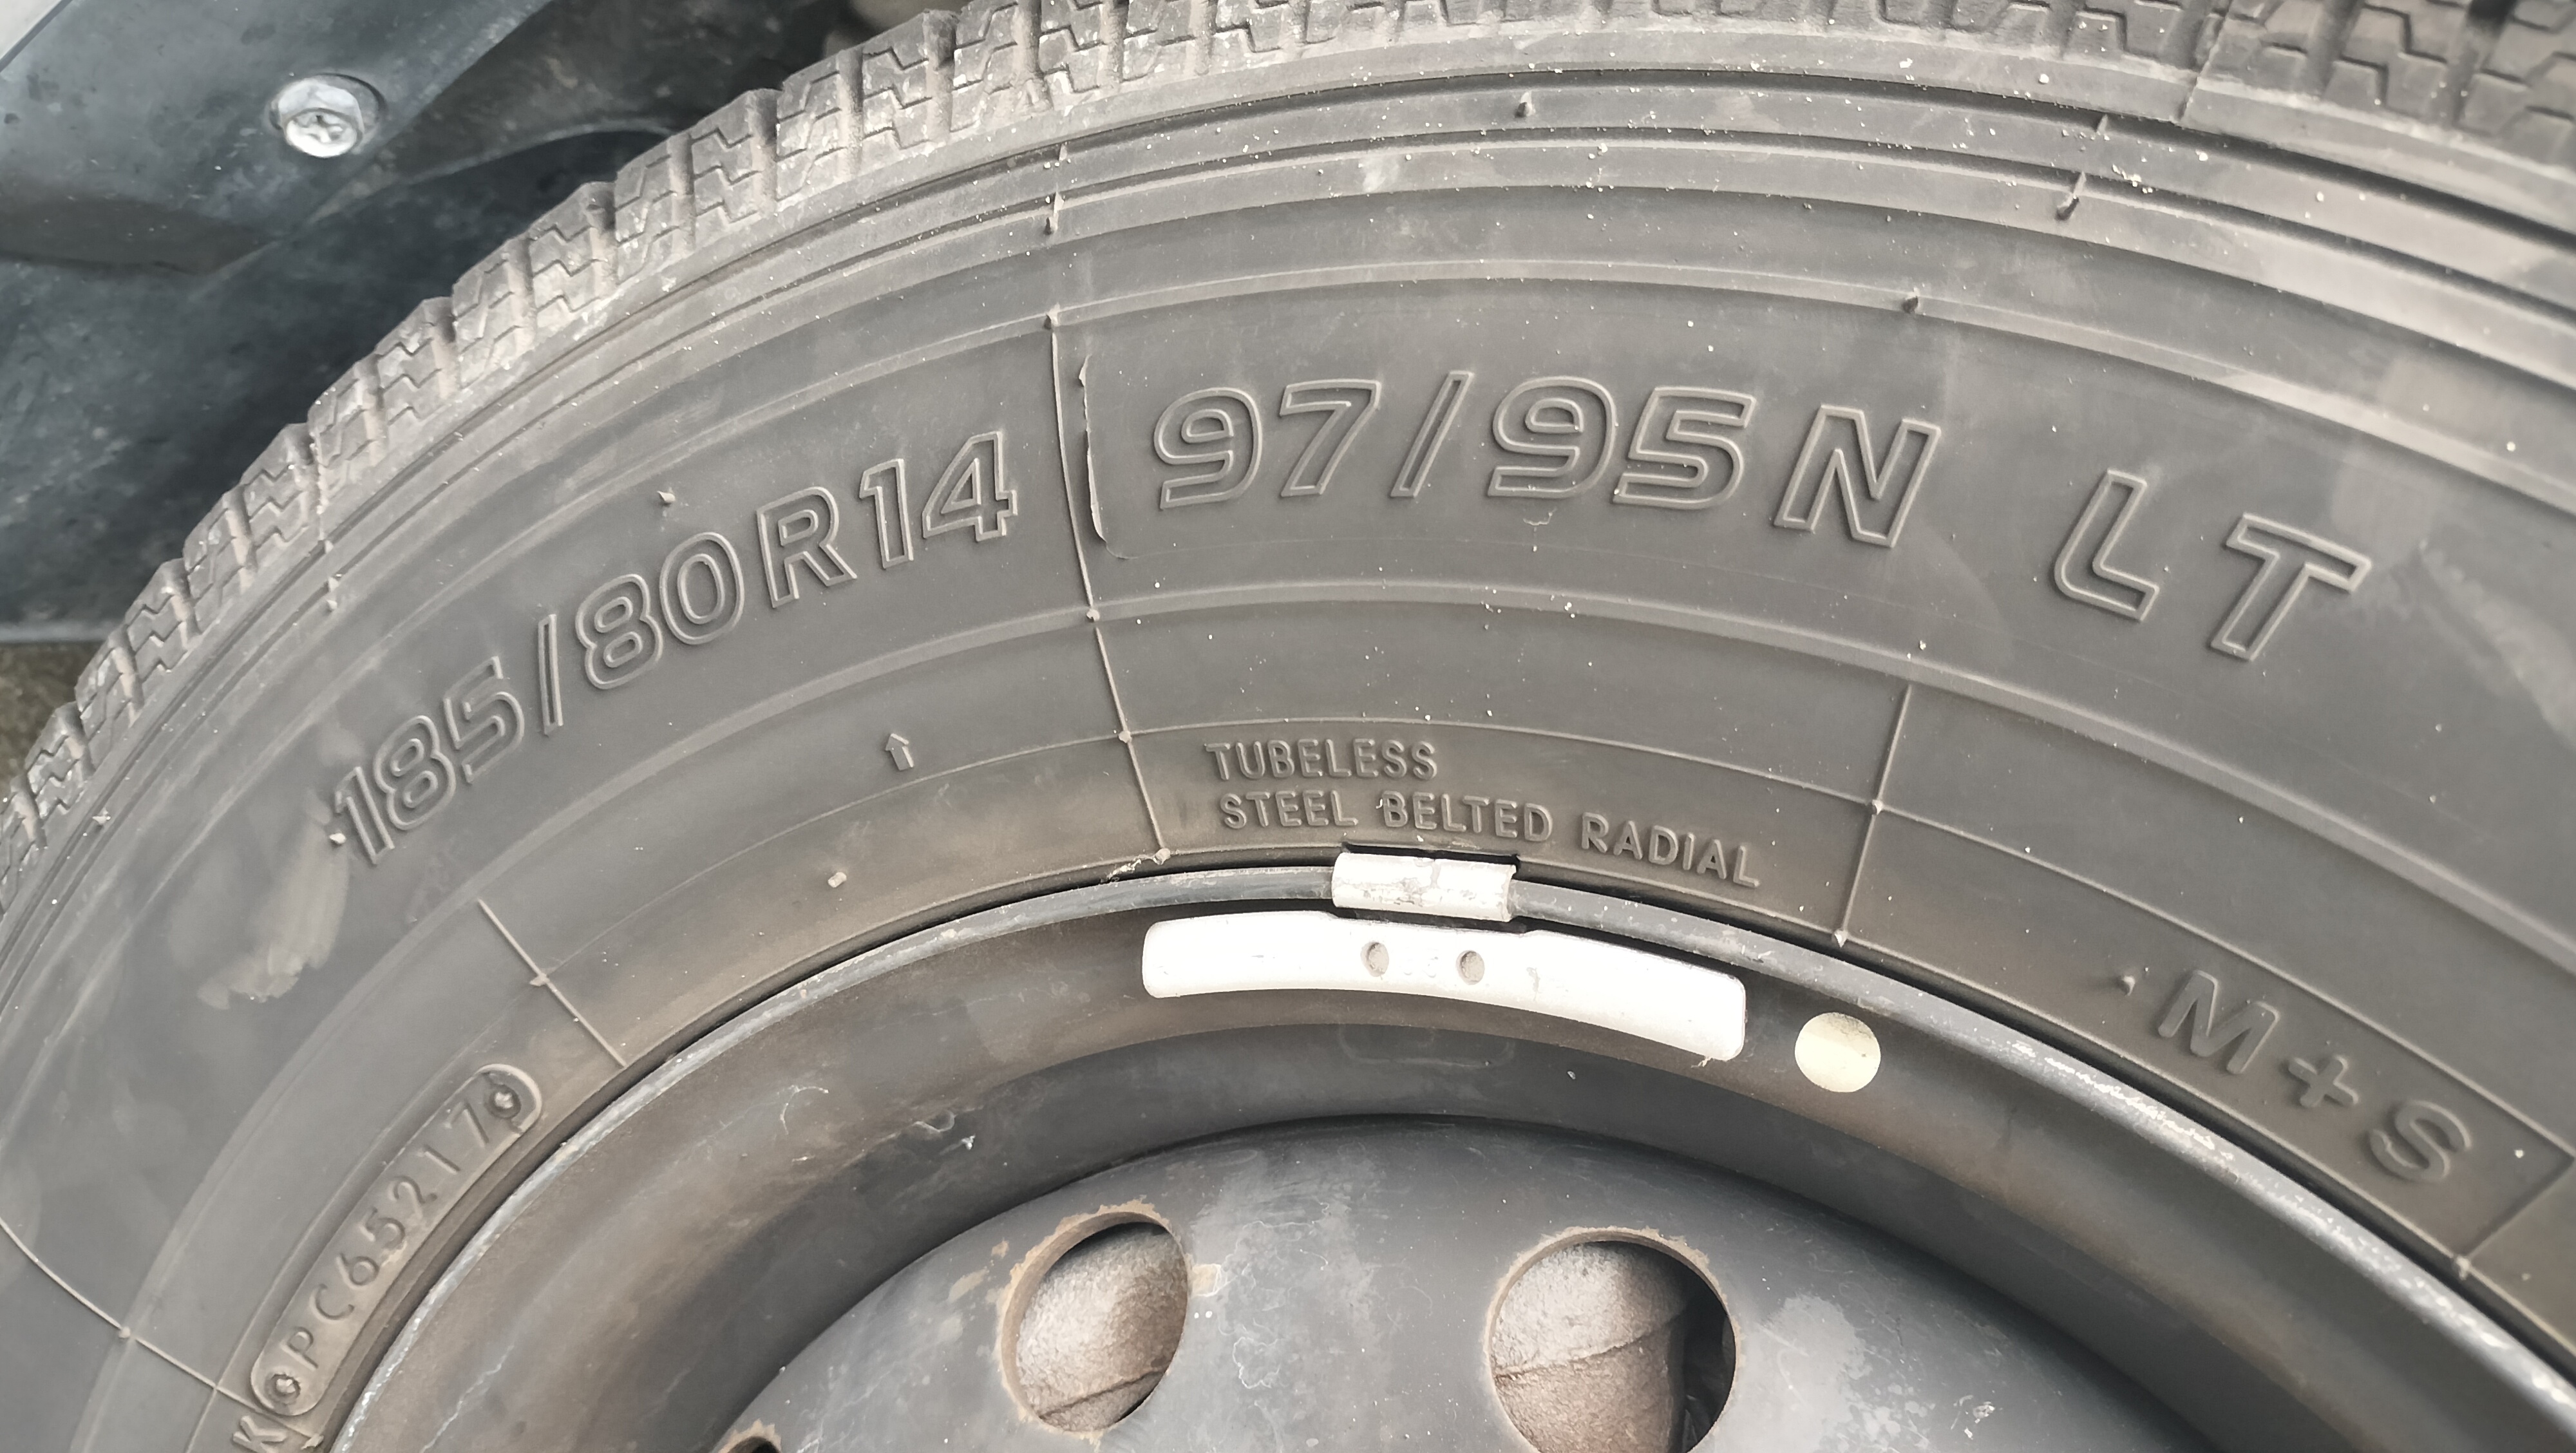 185/80R14 97/95N LT
TUBELESS
STEEL BELTED RADIAL
M+S
PC65217
K